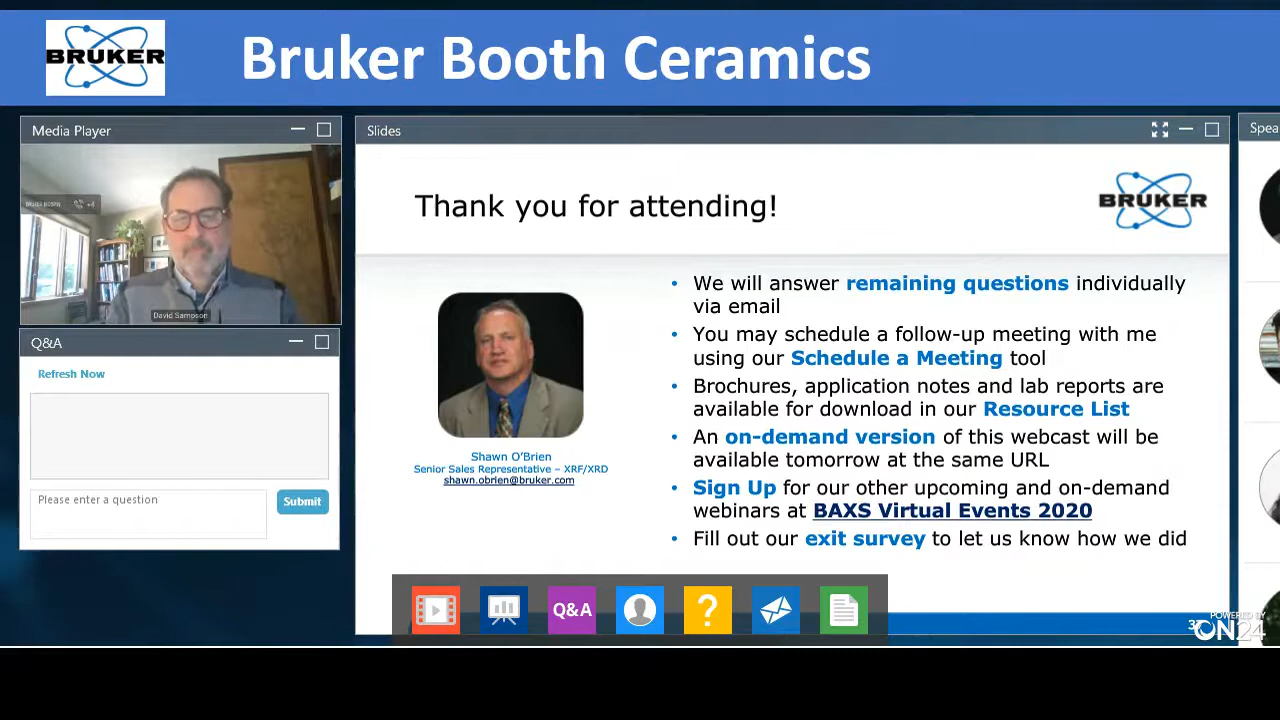 BRUKER
Bruker Booth Ceramics
Media Player
David Sampson
Q&A
Refresh Now
Please enter a question
Submit
Slides
Thank you for attending!
BRUKER
Shawn O'Brien
Senior Sales Representative – XRF/XRD
shawn.obrien@bruker.com
• We will answer remaining questions individually
via email
• You may schedule a follow-up meeting with me
using our Schedule a Meeting tool
• Brochures, application notes and lab reports are
available for download in our Resource List
• An on-demand version of this webcast will be
available tomorrow at the same URL
• Sign Up for our other upcoming and on-demand
webinars at BAXS Virtual Events 2020
• Fill out our exit survey to let us know how we did
Q&A
?
POWERED BY
ON24
Spea